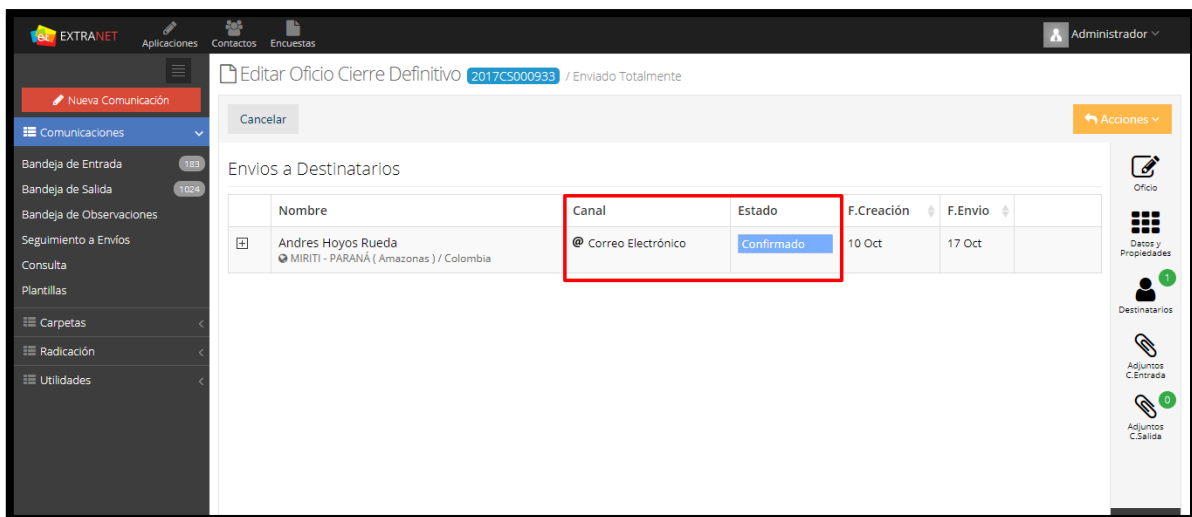 et EXTRANET
Aplicaciones
Contactos
Encuestas
Administrador
Nueva Comunicación
Comunicaciones
Bandeja de Entrada 183
Bandeja de Salida 1024
Bandeja de Observaciones
Seguimiento a Envíos
Consulta
Plantillas
Carpetas
Radicación
Utilidades
Editar Oficio Cierre Definitivo 2017CS000933 / Enviado Totalmente
Cancelar
Acciones
Envios a Destinatarios
Nombre Canal Estado F.Creación F.Envio
Andres Hoyos Rueda @ Correo Electrónico Confirmado 10 Oct 17 Oct
MIRITI - PARANÁ ( Amazonas ) / Colombia
Oficio
Datos y
Propiedades
1
Destinatarios
Adjuntos
C.Entrada
0
Adjuntos
C.Salida